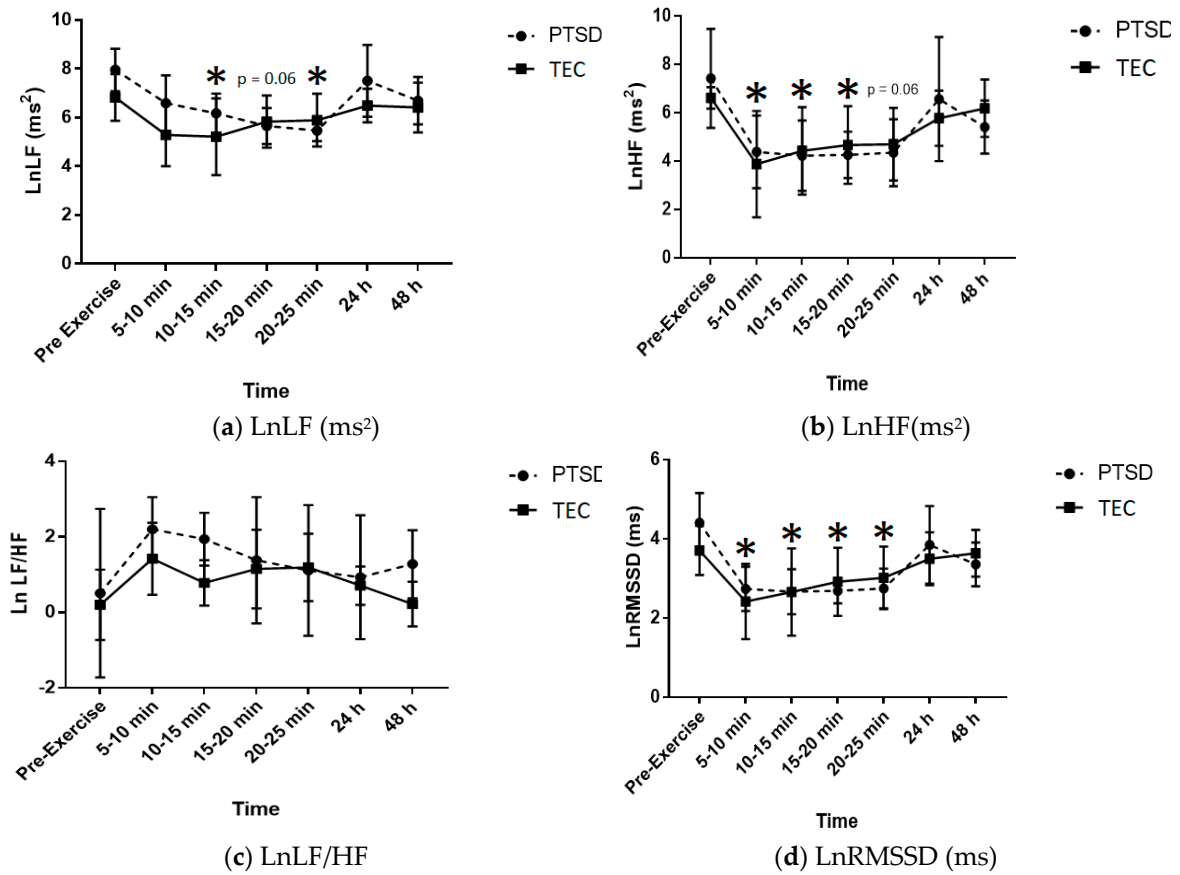 10
8
6
4
2
0
LnLF (ms²)
* p = 0.06 *
PTSD
TEC
Pre Exercise
5-10 min
10-15 min
15-20 min
20-25 min
24 h
48 h
Time
(a) LnLF (ms²)
10
8
6
4
2
0
LnHF (ms²)
* * * p = 0.06
PTSD
TEC
Pre-Exercise
5-10 min
10-15 min
15-20 min
20-25 min
24 h
48 h
Time
(b) LnHF(ms²)
4
2
0
-2
Ln LF/HF
PTSD
TEC
Pre-Exercise
5-10 min
10-15 min
15-20 min
20-25 min
24 h
48 h
Time
(c) LnLF/HF
6
4
2
0
LnRMSSD (ms)
* * * *
PTSD
TEC
Pre-Exercise
5-10 min
10-15 min
15-20 min
20-25 min
24 h
48 h
Time
(d) LnRMSSD (ms)